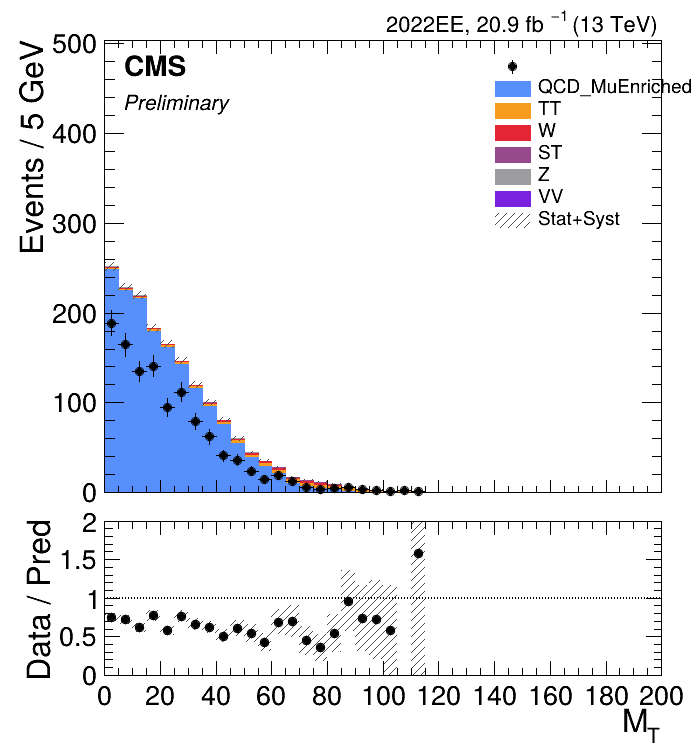 2022EE, 20.9 fb⁻¹ (13 TeV)
CMS
Preliminary
Events / 5 GeV
500
400
300
200
100
0
QCD_MuEnriched
TT
W
ST
Z
VV
Stat+Syst
Data / Pred
2
1.5
1
0.5
0
0 20 40 60 80 100 120 140 160 180 200
M_T